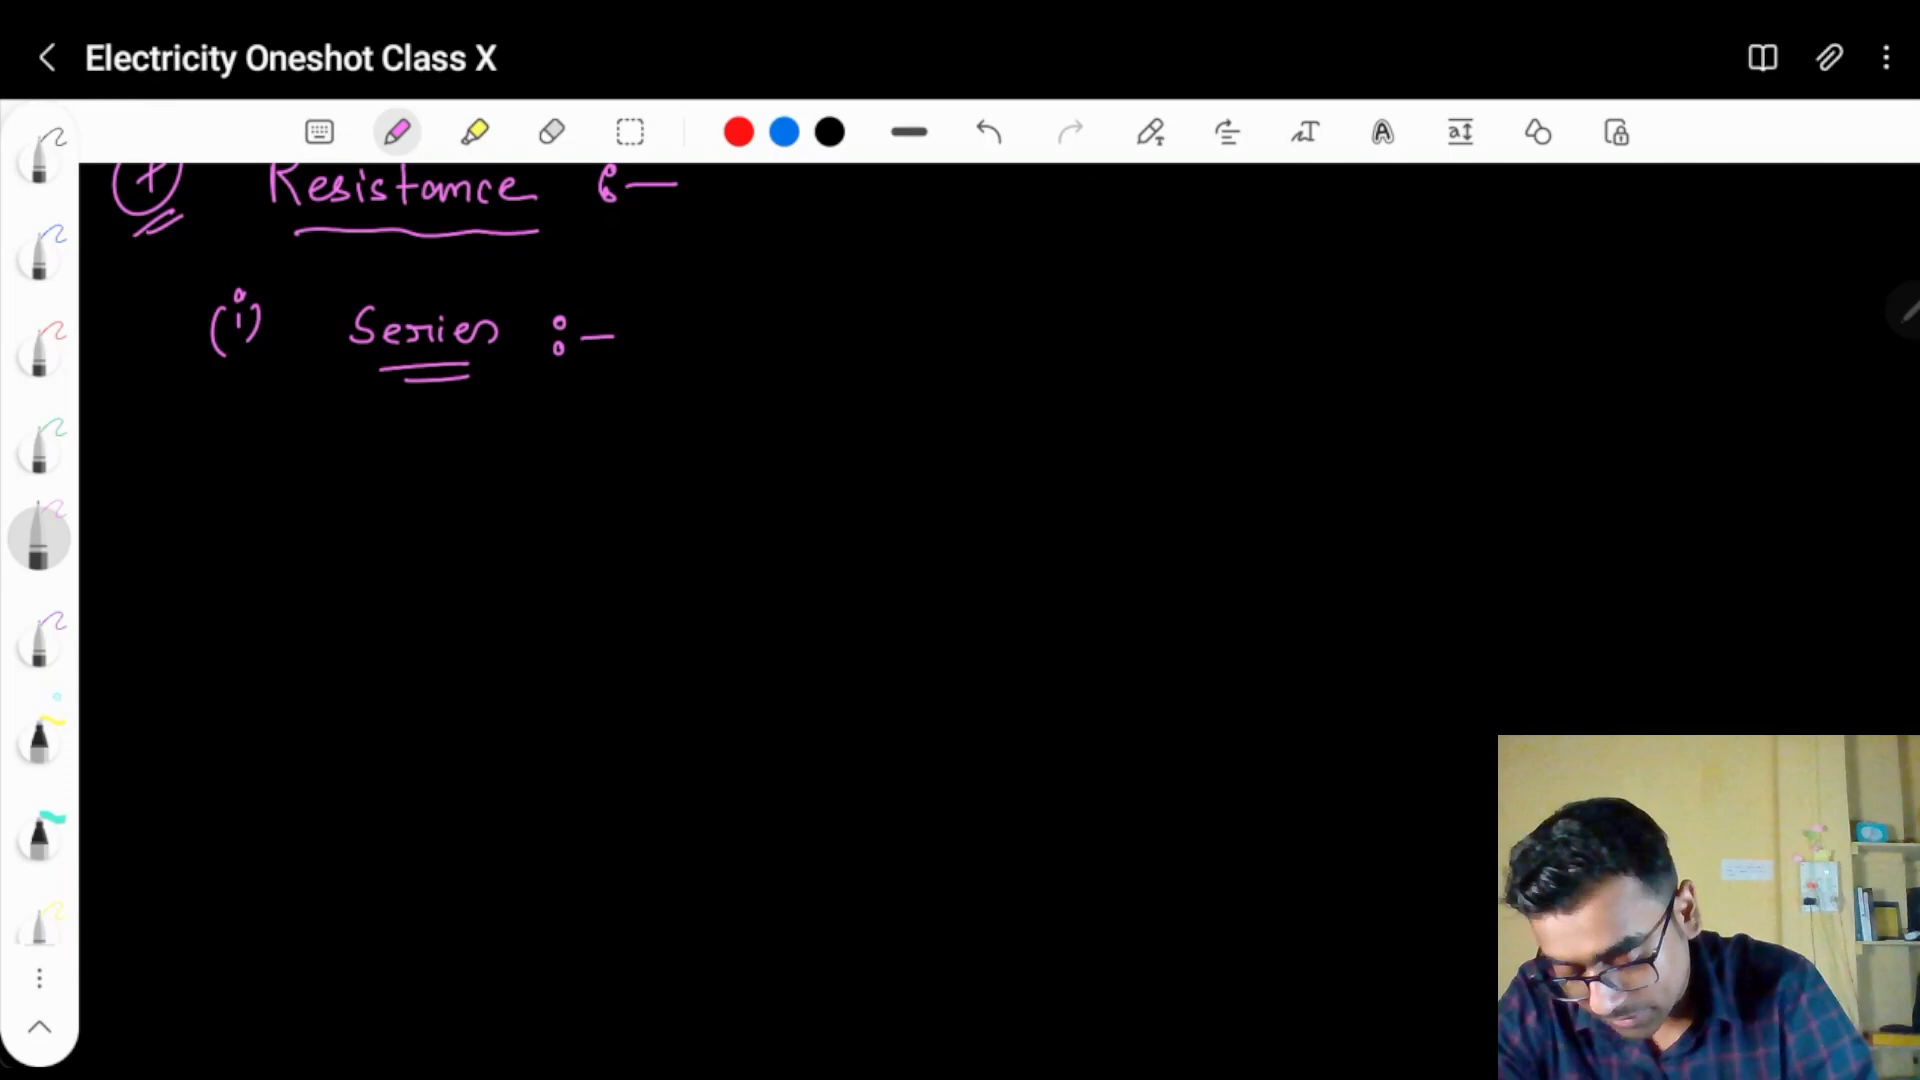 Electricity Oneshot Class X
Resistance :-
(i) Series :-